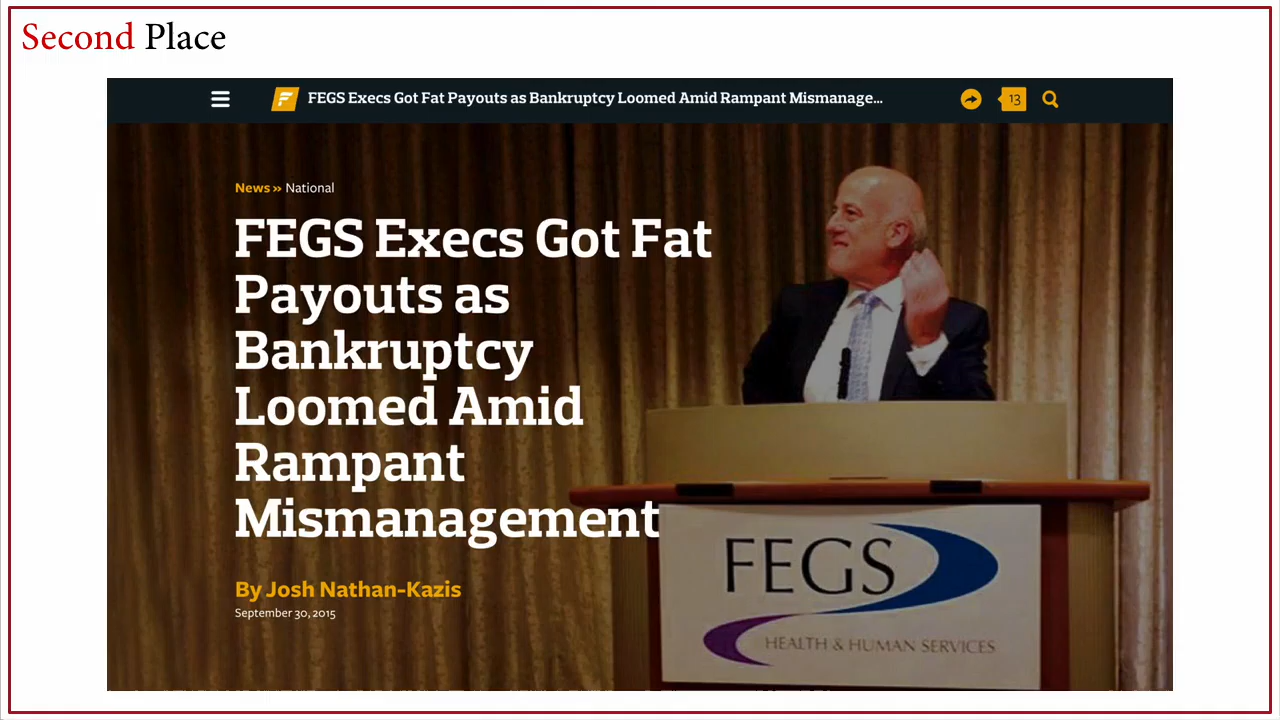 Second Place
FEGS Execs Got Fat Payouts as Bankruptcy Loomed Amid Rampant Mismanage...
13
News » National
FEGS Execs Got Fat
Payouts as
Bankruptcy
Loomed Amid
Rampant
Mismanagement
By Josh Nathan-Kazis
September 30, 2015
FEGS
HEALTH & HUMAN SERVICES